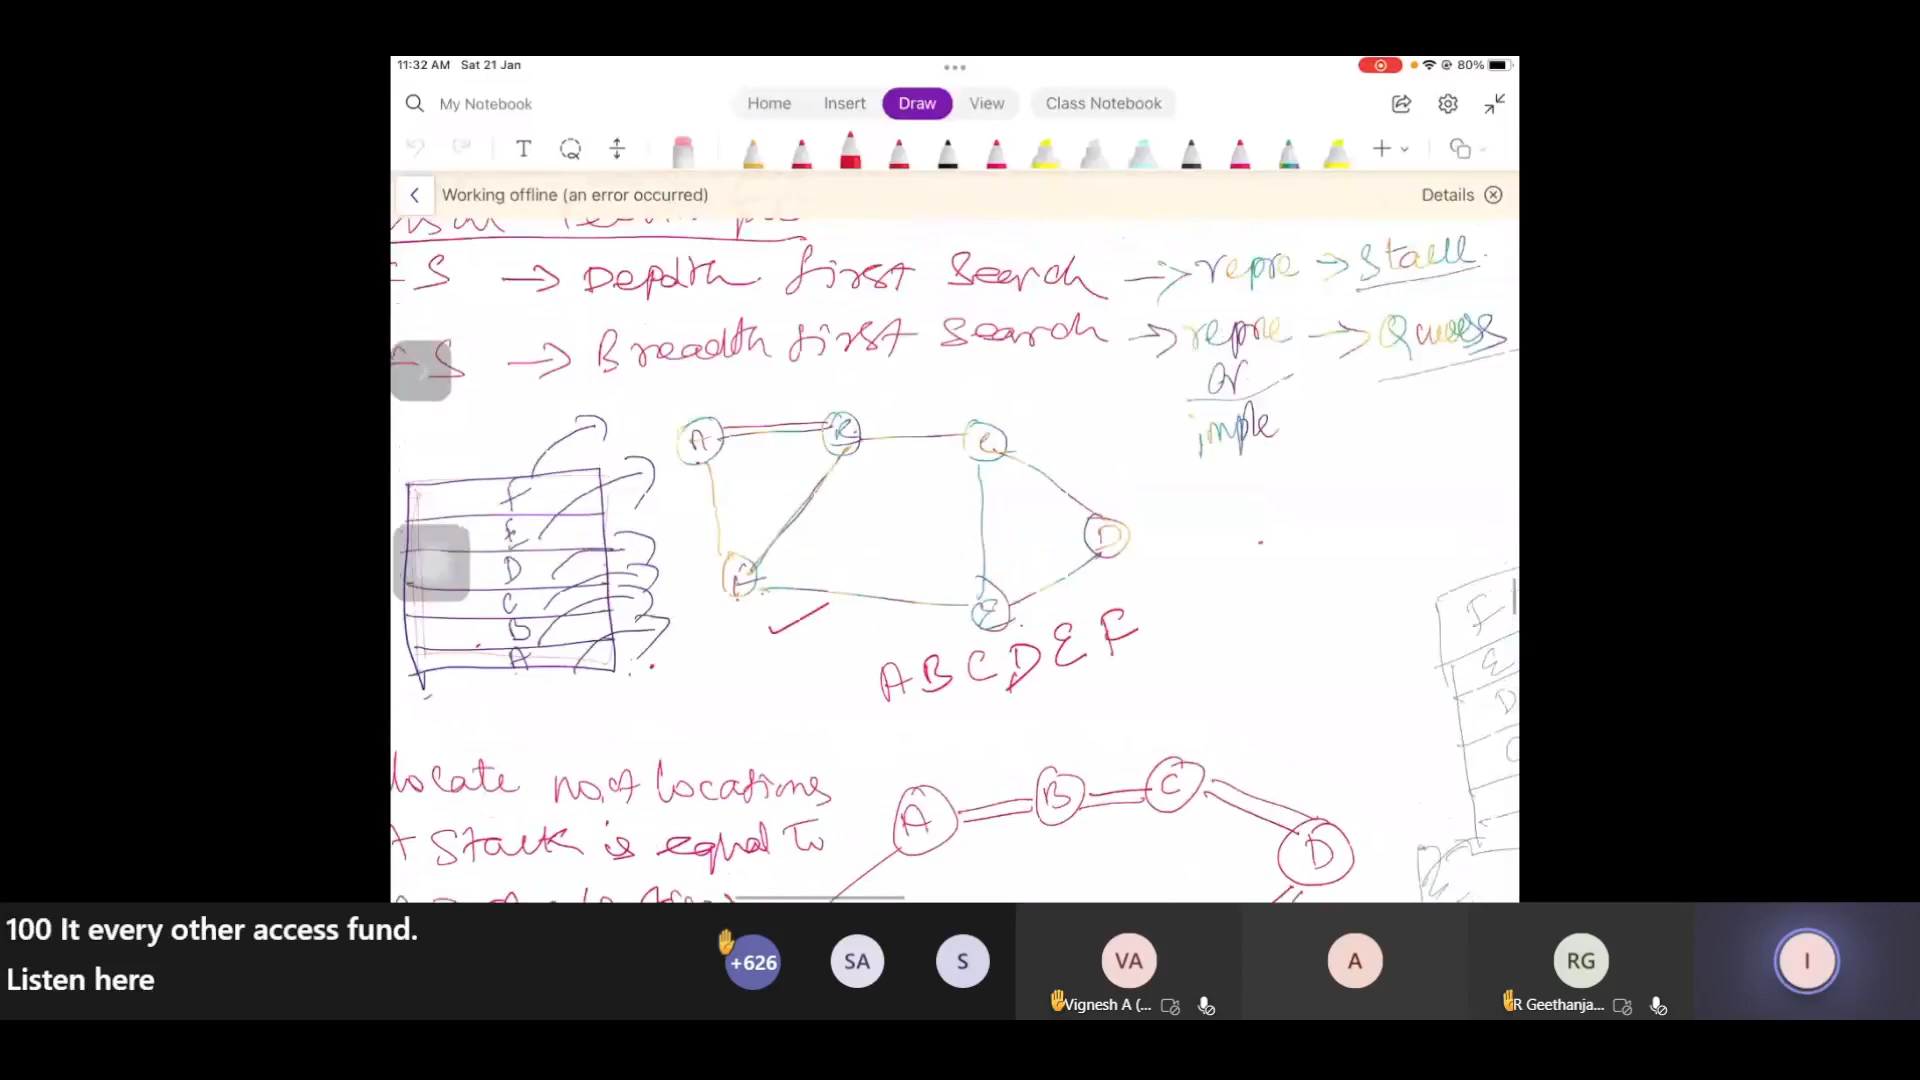 11:32 AM Sat 21 Jan
80%
My Notebook
Home Insert Draw View Class Notebook
T
Working offline (an error occurred)
Details
S → Depdth first Search → repre → Stack.
S → Breadth first Search → repre → Queues
or
imple
A B C
F
E
D
C
B
A
D
F E
A B C D E F
F
E
D
C
locate no.of locations
Stack is equal To
A B C
D
100 It every other access fund.
Listen here
+626 SA S VA A RG I
Vignesh A (...
R Geethanja...